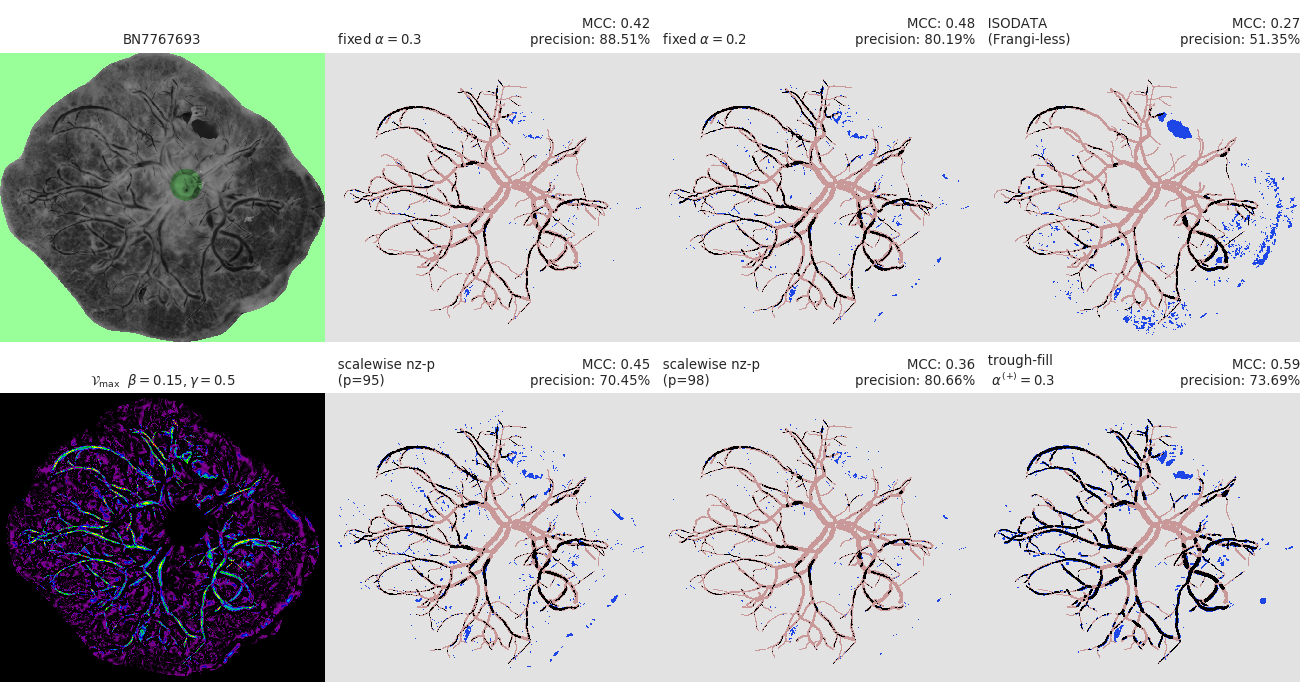 BN7767693
fixed α = 0.3
MCC: 0.42
precision: 88.51%
fixed α = 0.2
MCC: 0.48
precision: 80.19%
ISODATA
(Frangi-less)
MCC: 0.27
precision: 51.35%
𝒱max β = 0.15, γ = 0.5
scalewise nz-p
(p=95)
MCC: 0.45
precision: 70.45%
scalewise nz-p
(p=98)
MCC: 0.36
precision: 80.66%
trough-fill
α(+) = 0.3
MCC: 0.59
precision: 73.69%